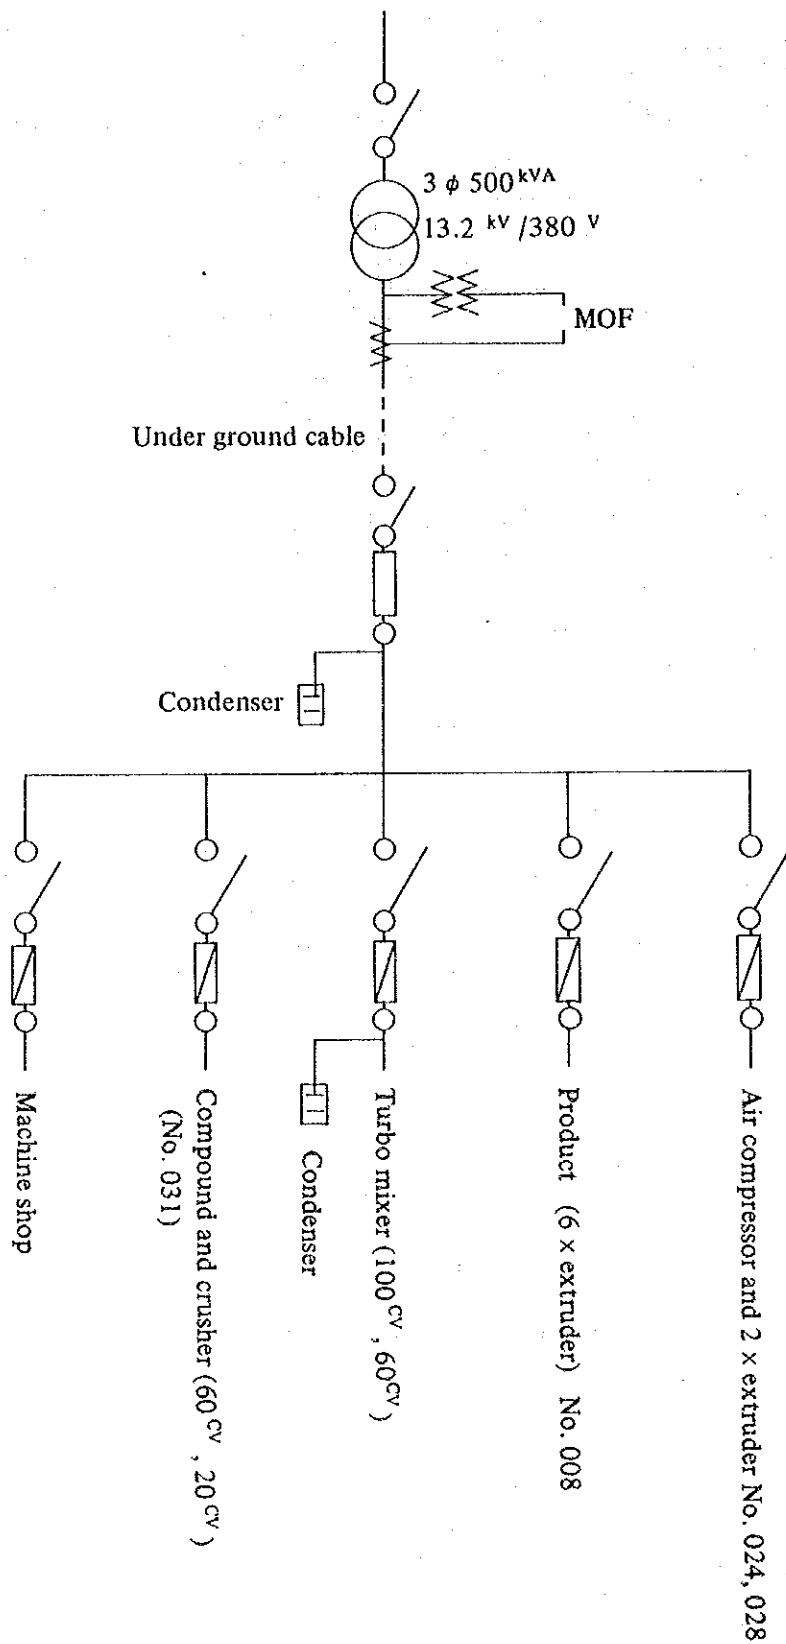 3 φ 500 kVA
13.2 kV /380 V
MOF
Under ground cable
Condenser
Machine shop
Compound and crusher (60 CV , 20 CV)
(No. 031)
Condenser
Turbo mixer (100 CV , 60 CV)
Product (6 x extruder) No. 008
Air compressor and 2 x extruder No. 024, 028